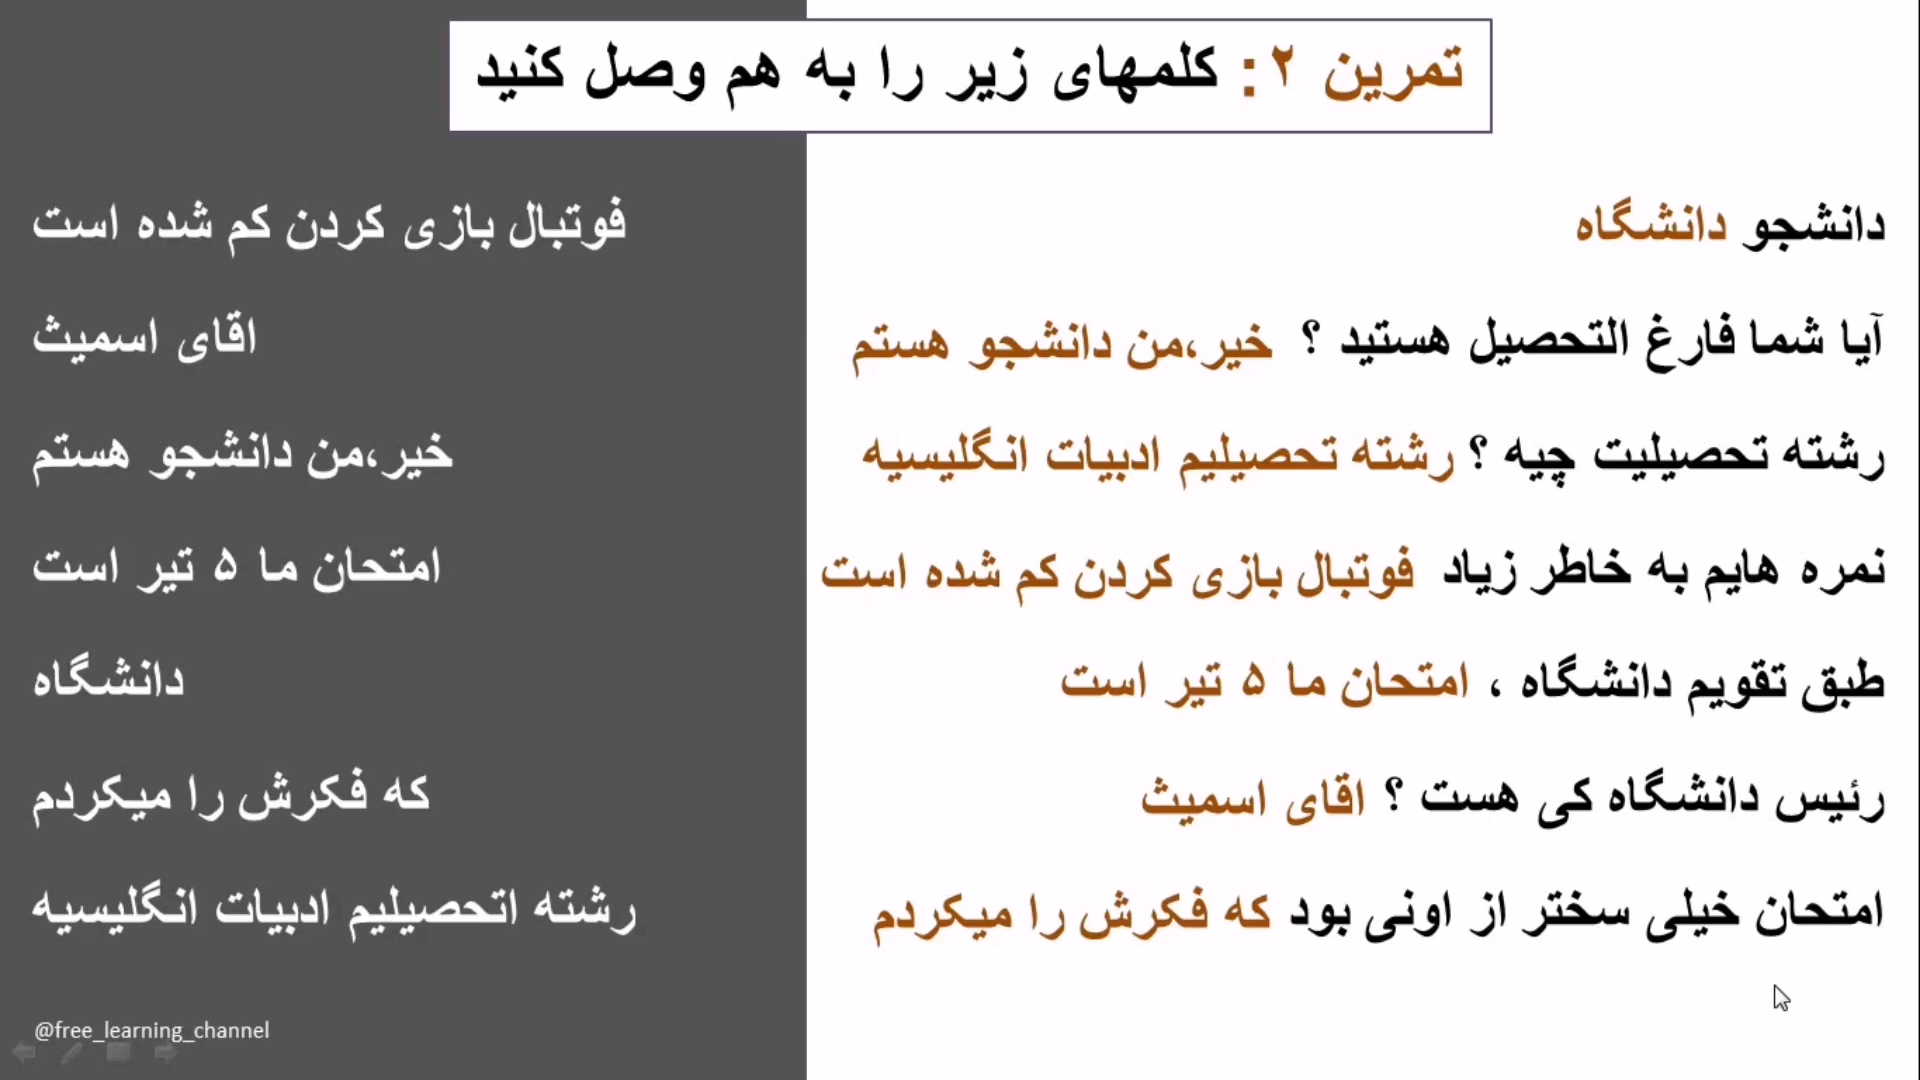 تمرین ۲: کلمهای زیر را به هم وصل کنید
دانشجو دانشگاه
آیا شما فارغ التحصیل هستید ؟ خیر،من دانشجو هستم
رشته تحصیلیت چیه ؟ رشته تحصیلیم ادبیات انگلیسیه
نمره هایم به خاطر زیاد فوتبال بازی کردن کم شده است
طبق تقویم دانشگاه ، امتحان ما ۵ تیر است
رئیس دانشگاه کی هست ؟ اقای اسمیث
امتحان خیلی سختر از اونی بود که فکرش را میکردم
فوتبال بازی کردن کم شده است
اقای اسمیث
خیر،من دانشجو هستم
امتحان ما ۵ تیر است
دانشگاه
که فکرش را میکردم
رشته اتحصیلیم ادبیات انگلیسیه
@free_learning_channel